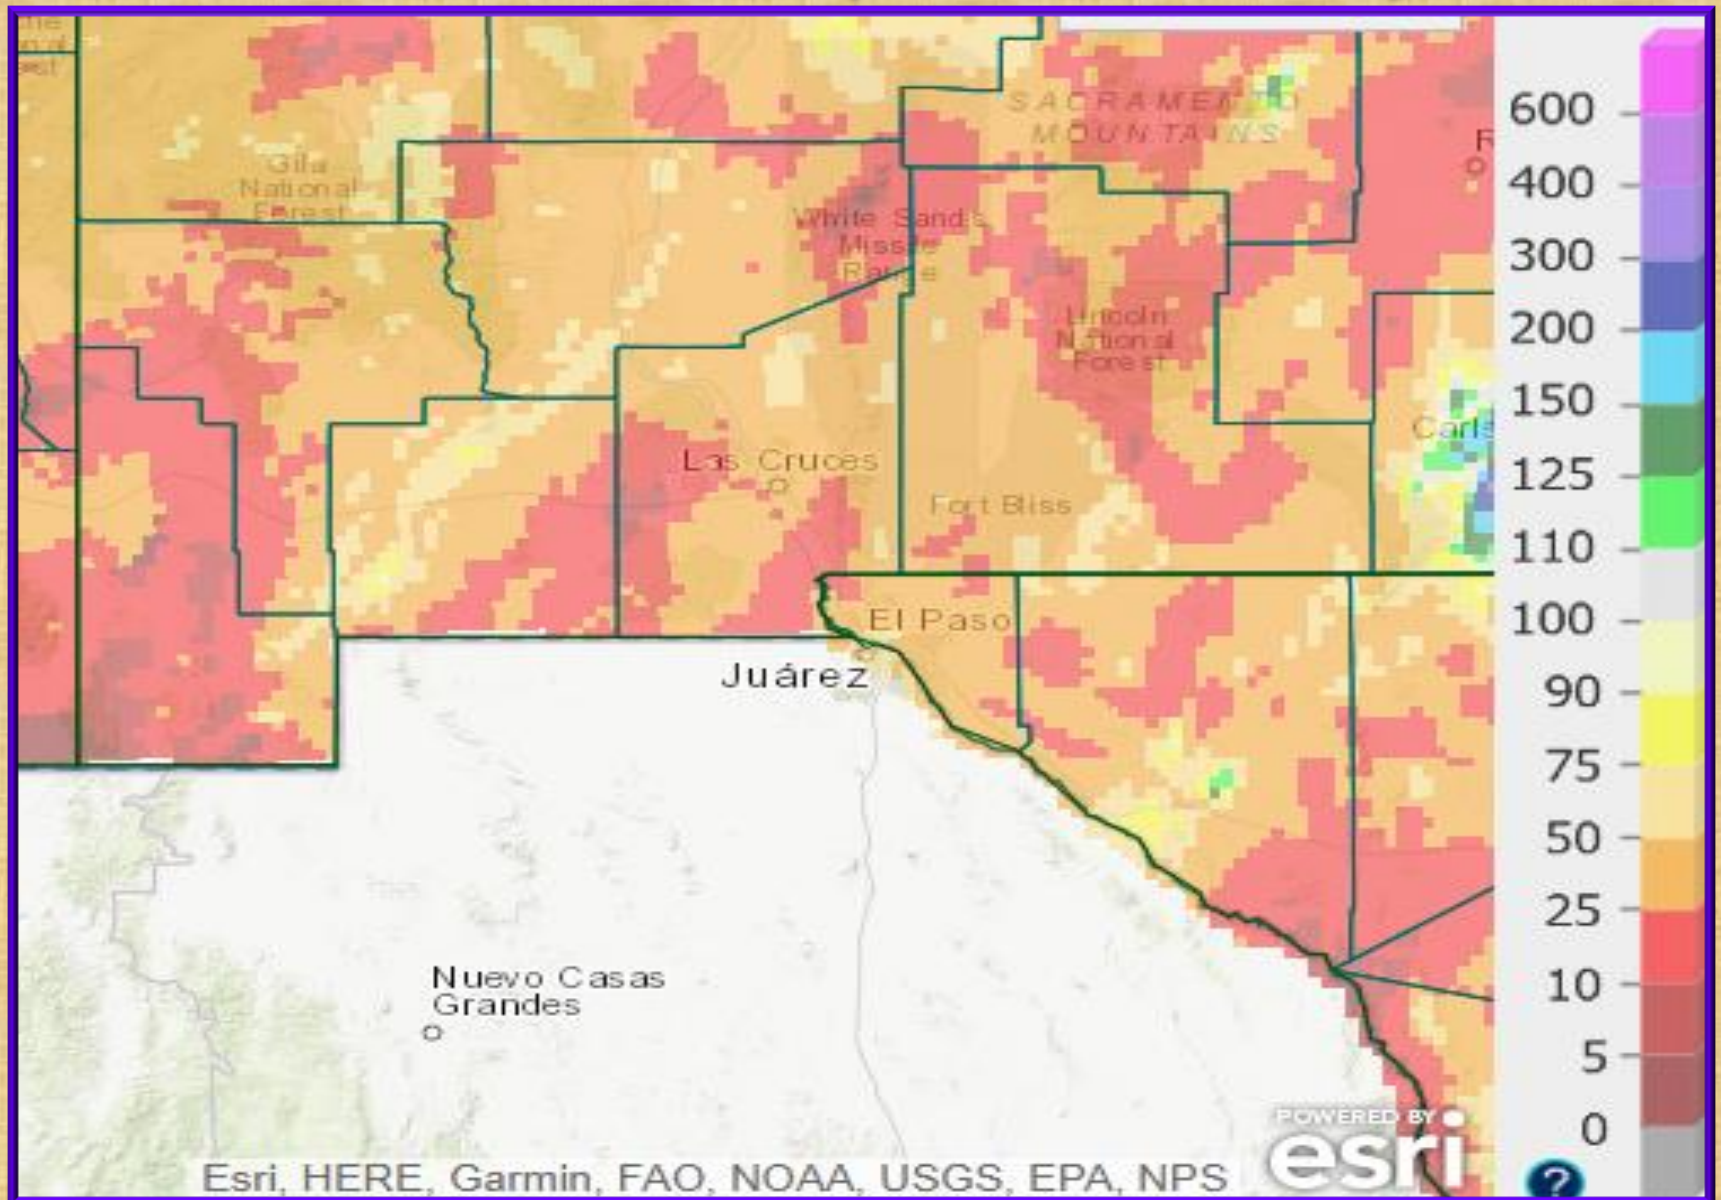 SACRAMENTO
MOUNTAINS
R
Gila
National
Forest
White Sands
Missile
Range
Lincoln
National
Forest
Carls
Las Cruces
Fort Bliss
El Paso
Juárez
Nuevo Casas
Grandes
600
400
300
200
150
125
110
100
90
75
50
25
10
5
0
POWERED BY
esri
Esri, HERE, Garmin, FAO, NOAA, USGS, EPA, NPS
?